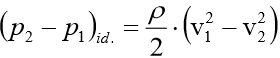 (p₂ − p₁)id. = ρ/2 · (v₁² − v₂²)